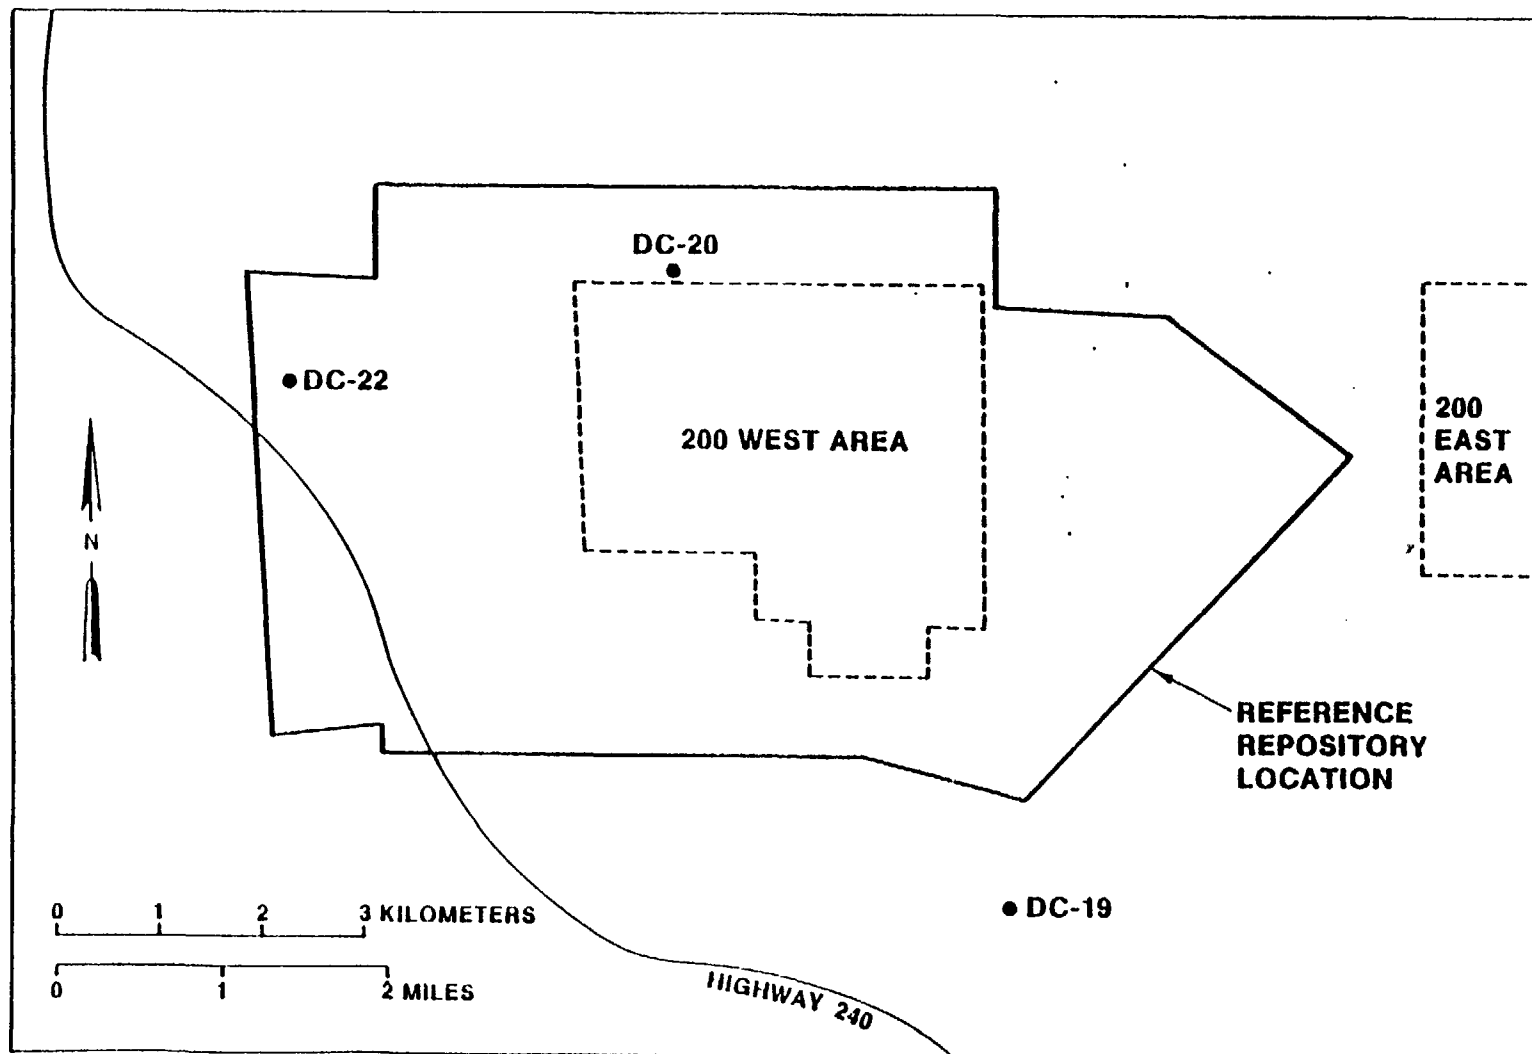 DC-20
DC-22
200 WEST AREA
200
EAST
AREA
N
REFERENCE
REPOSITORY
LOCATION
0 1 2 3 KILOMETERS
DC-19
0 1 2 MILES
HIGHWAY 240